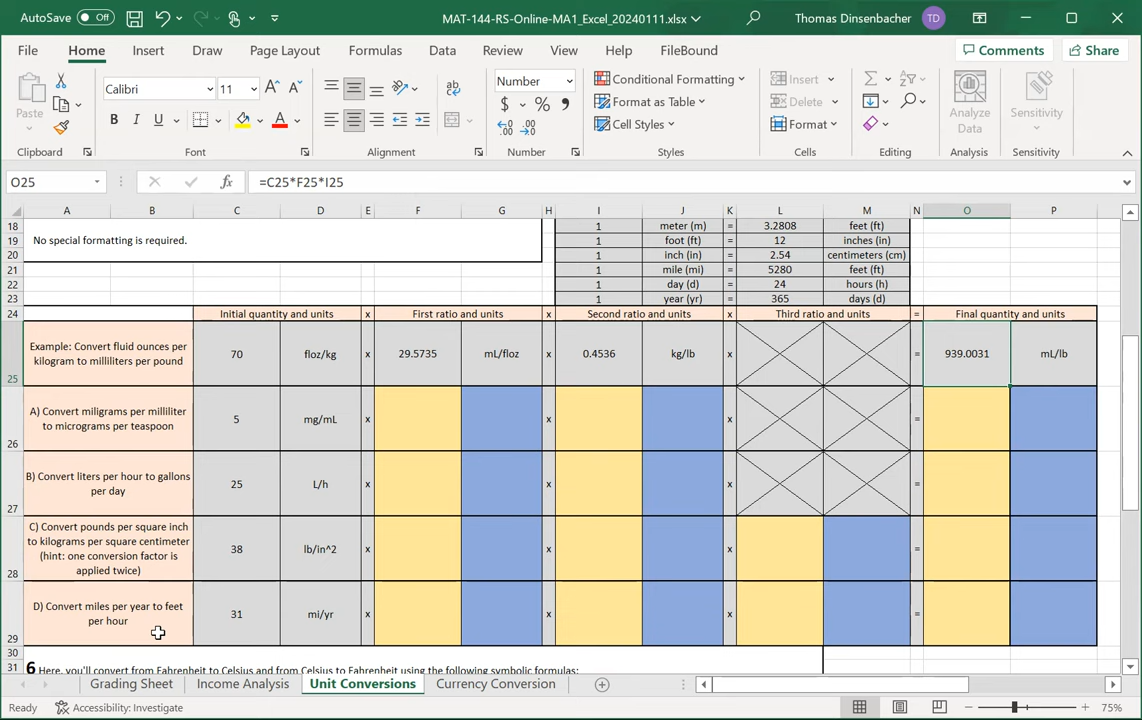 AutoSave Off MAT-144-RS-Online-MA1_Excel_20240111.xlsx Thomas Dinsenbacher TD
File Home Insert Draw Page Layout Formulas Data Review View Help FileBound Comments Share
Paste Calibri 11 A A ab Number Conditional Formatting Insert Σ Analyze Data Sensitivity
B I U A $ % , Format as Table Delete
Cell Styles Format
Clipboard Font Alignment Number Styles Cells Editing Analysis Sensitivity
O25 fx =C25*F25*I25
A B C D E F G H I J K L M N O P
18 1 meter (m) = 3.2808 feet (ft)
19 No special formatting is required. 1 foot (ft) = 12 inches (in)
20 1 inch (in) = 2.54 centimeters (cm)
21 1 mile (mi) = 5280 feet (ft)
22 1 day (d) = 24 hours (h)
23 1 year (yr) = 365 days (d)
24 Initial quantity and units x First ratio and units x Second ratio and units x Third ratio and units = Final quantity and units
Example: Convert fluid ounces per
kilogram to milliliters per pound
25 70 floz/kg x 29.5735 mL/floz x 0.4536 kg/lb x = 939.0031 mL/lb
A) Convert miligrams per milliliter
to micrograms per teaspoon
26 5 mg/mL x x x =
B) Convert liters per hour to gallons
per day
27 25 L/h x x x =
C) Convert pounds per square inch
to kilograms per square centimeter
(hint: one conversion factor is
applied twice)
28 38 lb/in^2 x x x =
D) Convert miles per year to feet
per hour
29 31 mi/yr x x x =
30
31 6 Here, you'll convert from Fahrenheit to Celsius and from Celsius to Fahrenheit using the following symbolic formulas:
Grading Sheet Income Analysis Unit Conversions Currency Conversion
Ready Accessibility: Investigate 75%